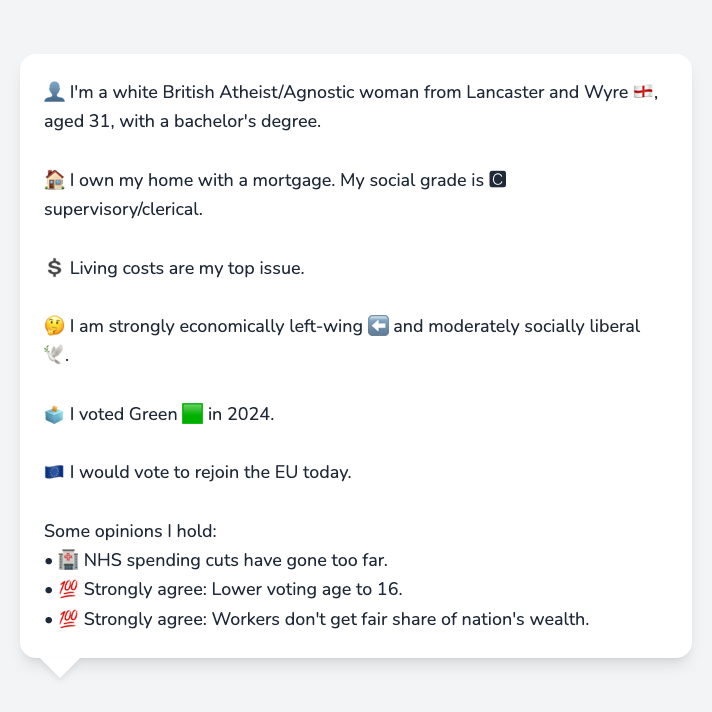 👤 I'm a white British Atheist/Agnostic woman from Lancaster and Wyre 🏴󠁧󠁢󠁥󠁮󠁧󠁿,
aged 31, with a bachelor's degree.
🏠 I own my home with a mortgage. My social grade is 🅲
supervisory/clerical.
💲 Living costs are my top issue.
🤔 I am strongly economically left-wing ⬅️ and moderately socially liberal
🕊️.
🗳️ I voted Green 🟩 in 2024.
🇪🇺 I would vote to rejoin the EU today.
Some opinions I hold:
• 🏥 NHS spending cuts have gone too far.
• 💯 Strongly agree: Lower voting age to 16.
• 💯 Strongly agree: Workers don't get fair share of nation's wealth.